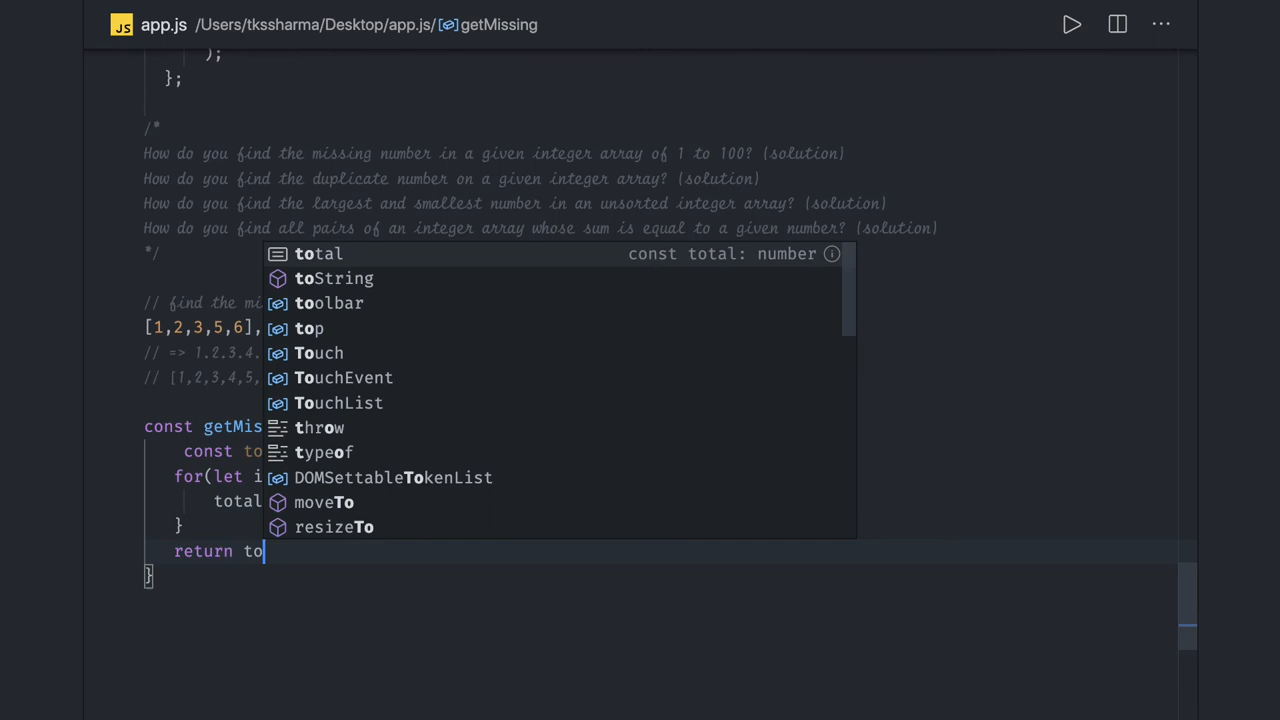 JS app.js /Users/tkssharma/Desktop/app.js/ getMissing
);
};
/*
How do you find the missing number in a given integer array of 1 to 100? (solution)
How do you find the duplicate number on a given integer array? (solution)
How do you find the largest and smallest number in an unsorted integer array? (solution)
How do you find all pairs of an integer array whose sum is equal to a given number? (solution)
*/
total const total: number
toString
// find the mi
toolbar
[1,2,3,5,6],
top
// => 1.2.3.4.
Touch
// [1,2,3,4,5,
TouchEvent
TouchList
const getMis
throw
const to
typeof
for(let i
DOMSettableTokenList
total
moveTo
}
resizeTo
return to
}